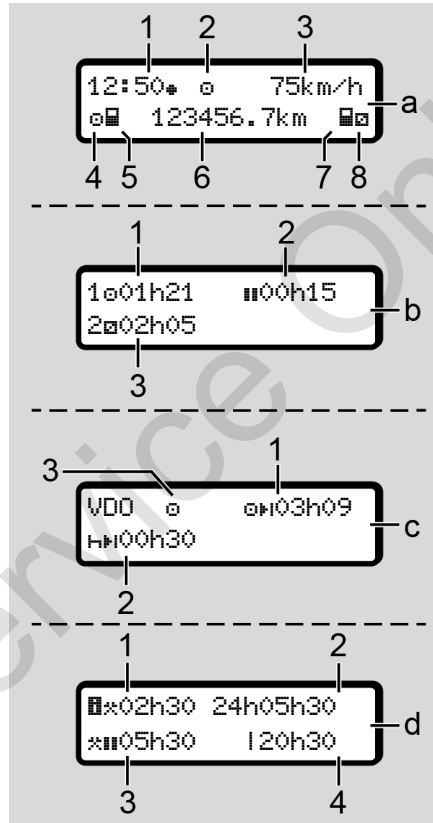 1 2 3
12:50 75km/h
a
123456.7km
4 5 6 7 8
1 2
1 01h21 00h15
b
2 02h05
3
3 1
VDO 03h09
c
00h30
2
1 2
02h30 24h05h30
d
05h30 |20h30
3 4